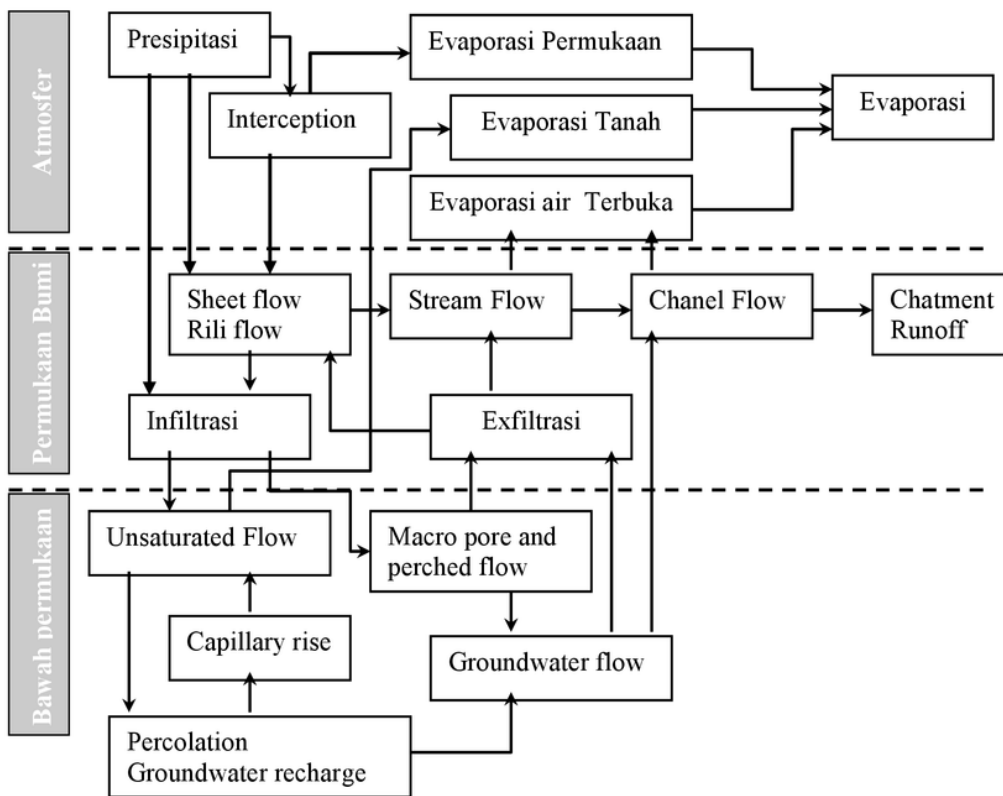 Atmosfer
Presipitasi
Evaporasi Permukaan
Interception
Evaporasi Tanah
Evaporasi
Evaporasi air Terbuka
Permukaan Bumi
Sheet flow
Rili flow
Stream Flow
Chanel Flow
Chatment
Runoff
Infiltrasi
Exfiltrasi
Bawah permukaan
Unsaturated Flow
Macro pore and
perched flow
Capillary rise
Groundwater flow
Percolation
Groundwater recharge